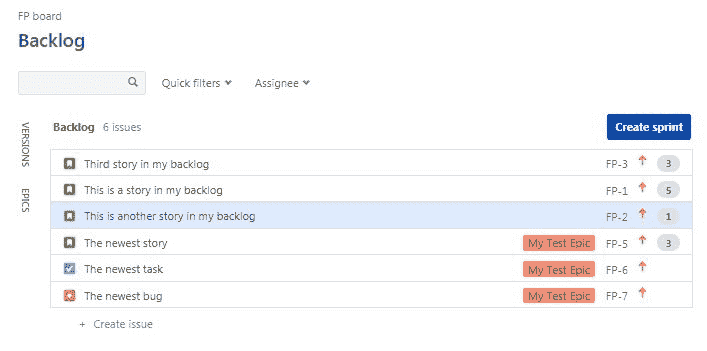 FP board
Backlog
Quick filters Assignee
VERSIONS
EPICS
Backlog 6 issues Create sprint
Third story in my backlog FP-3 3
This is a story in my backlog FP-1 5
This is another story in my backlog FP-2 1
The newest story My Test Epic FP-5 3
The newest task My Test Epic FP-6
The newest bug My Test Epic FP-7
+ Create issue